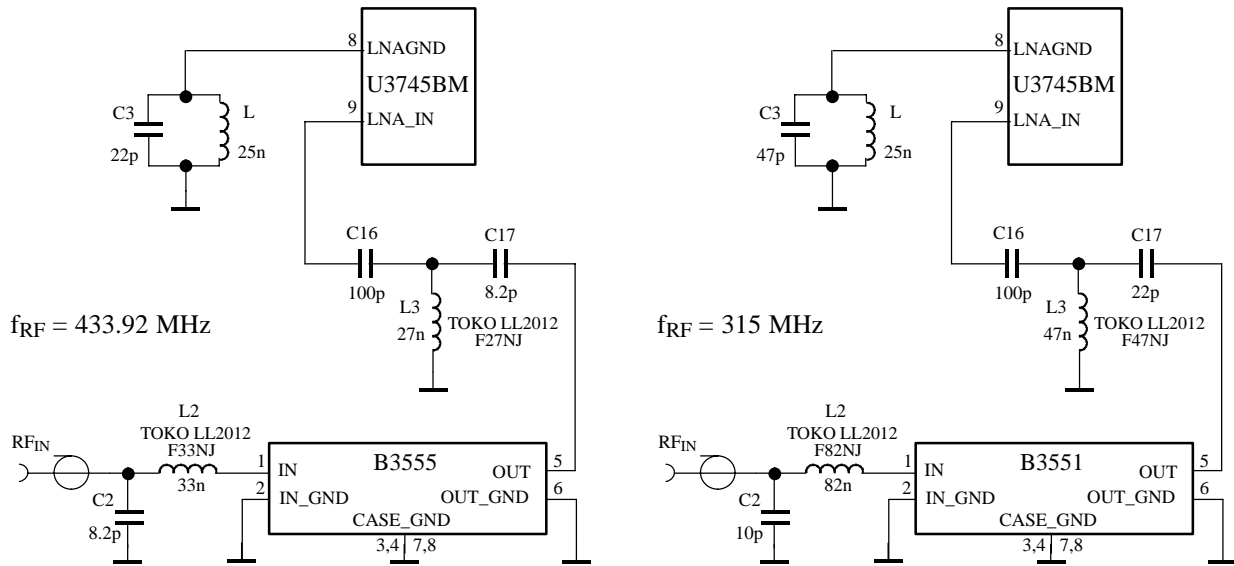 8
LNAGND
U3745BM
9
LNA_IN
C3
22p
L
25n
C16
100p
C17
8.2p
L3
27n
TOKO LL2012
F27NJ
fRF = 433.92 MHz
L2
TOKO LL2012
F33NJ
33n
RFIN
C2
8.2p
1
IN
2
IN_GND
B3555
OUT
5
OUT_GND
6
CASE_GND
3,4
7,8
8
LNAGND
U3745BM
9
LNA_IN
C3
47p
L
25n
C16
100p
C17
22p
L3
47n
TOKO LL2012
F47NJ
fRF = 315 MHz
L2
TOKO LL2012
F82NJ
82n
RFIN
C2
10p
1
IN
2
IN_GND
B3551
OUT
5
OUT_GND
6
CASE_GND
3,4
7,8